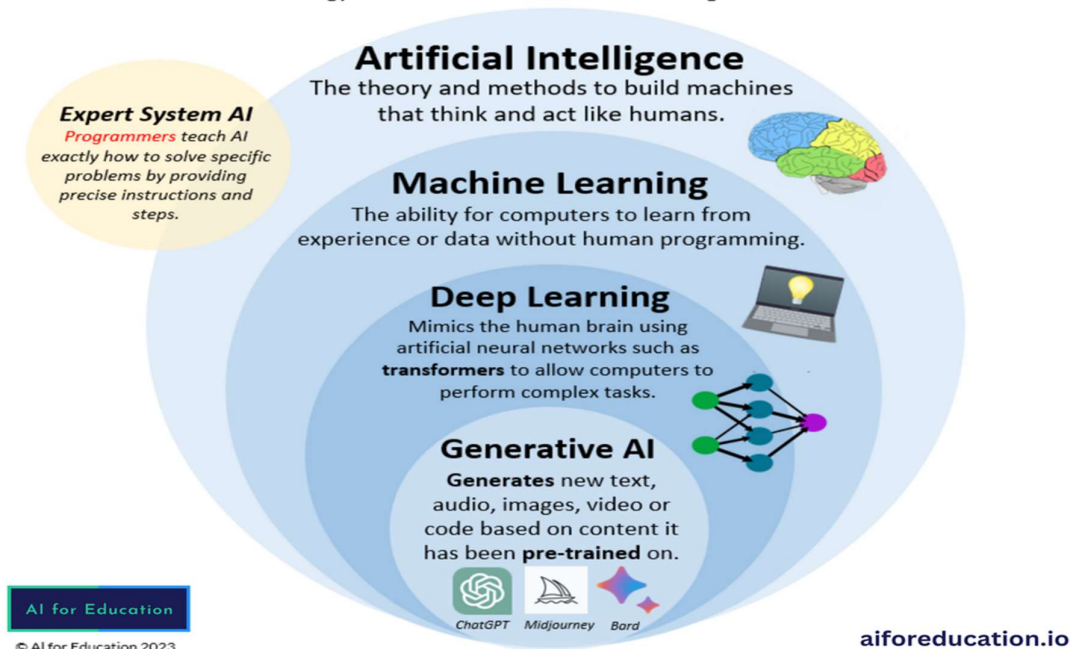 Artificial Intelligence
The theory and methods to build machines
that think and act like humans.
Expert System AI
Programmers teach AI
exactly how to solve specific
problems by providing
precise instructions and
steps.
Machine Learning
The ability for computers to learn from
experience or data without human programming.
Deep Learning
Mimics the human brain using
artificial neural networks such as
transformers to allow computers to
perform complex tasks.
Generative AI
Generates new text,
audio, images, video or
code based on content it
has been pre-trained on.
ChatGPT Midjourney Bard
AI for Education
© AI for Education 2023
aiforeducation.io